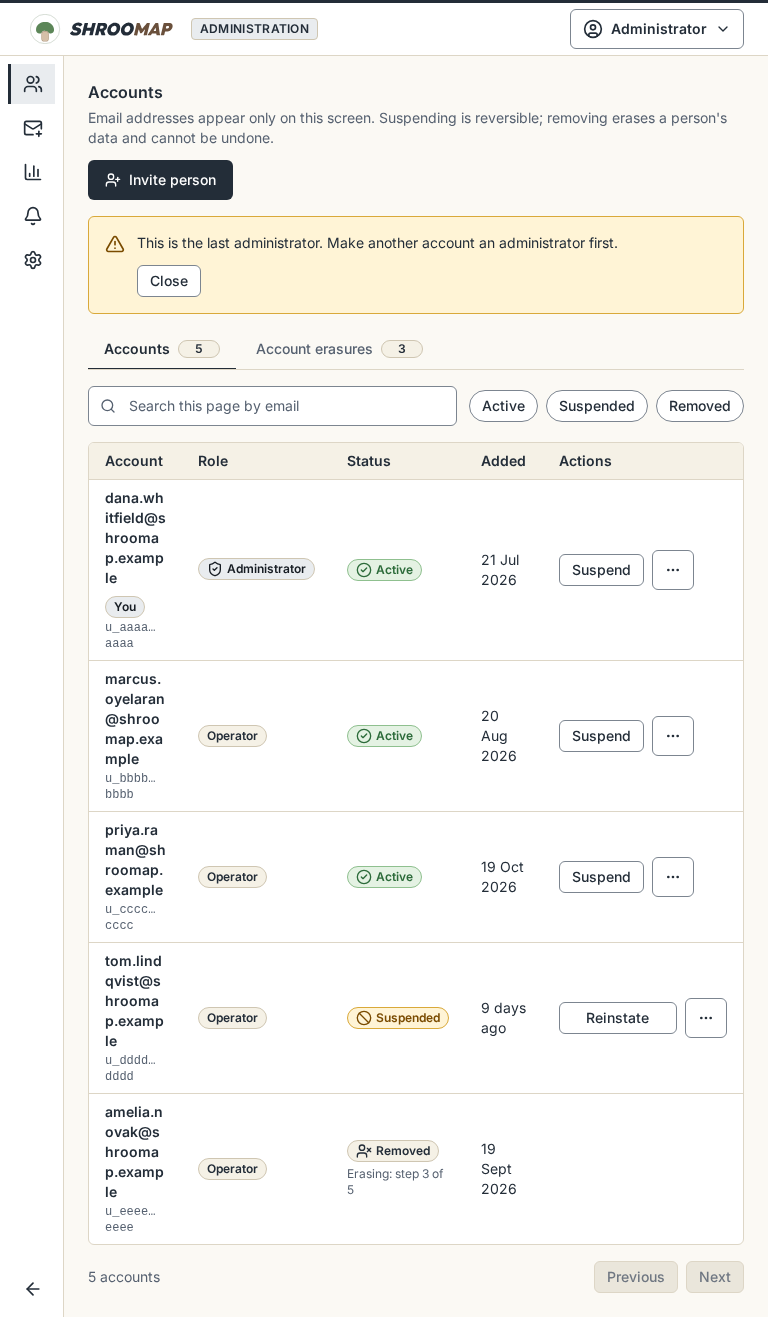 SHROOMAP
ADMINISTRATION
Administrator
Accounts
Email addresses appear only on this screen. Suspending is reversible; removing erases a person's
data and cannot be undone.
Invite person
This is the last administrator. Make another account an administrator first.
Close
Accounts 5 Account erasures 3
Search this page by email
Active Suspended Removed
Account Role Status Added Actions
dana.wh
itfield@s
hrooma
p.examp
le
You
u_aaaa…
aaaa
Administrator
Active
21 Jul
2026
Suspend
marcus.
oyelaran
@shroo
map.exa
mple
u_bbbb…
bbbb
Operator
Active
20
Aug
2026
Suspend
priya.ra
man@sh
roomap.
example
u_cccc…
cccc
Operator
Active
19 Oct
2026
Suspend
tom.lind
qvist@s
hrooma
p.examp
le
u_dddd…
dddd
Operator
Suspended
9 days
ago
Reinstate
amelia.n
ovak@s
hrooma
p.examp
le
u_eeee…
eeee
Operator
Removed
Erasing: step 3 of
5
19
Sept
2026
5 accounts
Previous Next